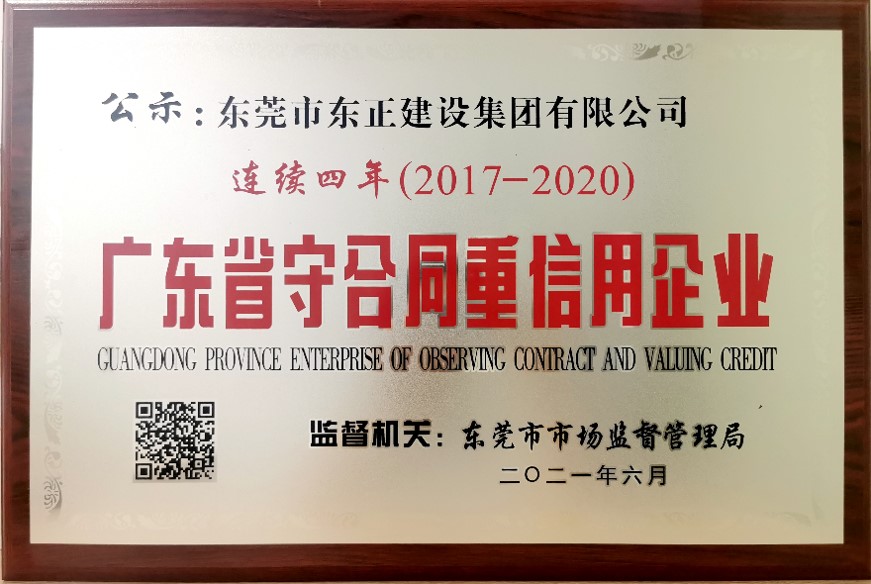 公示:东莞市东正建设集团有限公司
连续四年(2017-2020)
广东省守合同重信用企业
GUANGDONG PROVINCE ENTERPRISE OF OBSERVING CONTRACT AND VALUING CREDIT
监督机关:东莞市市场监督管理局
二〇二一年六月